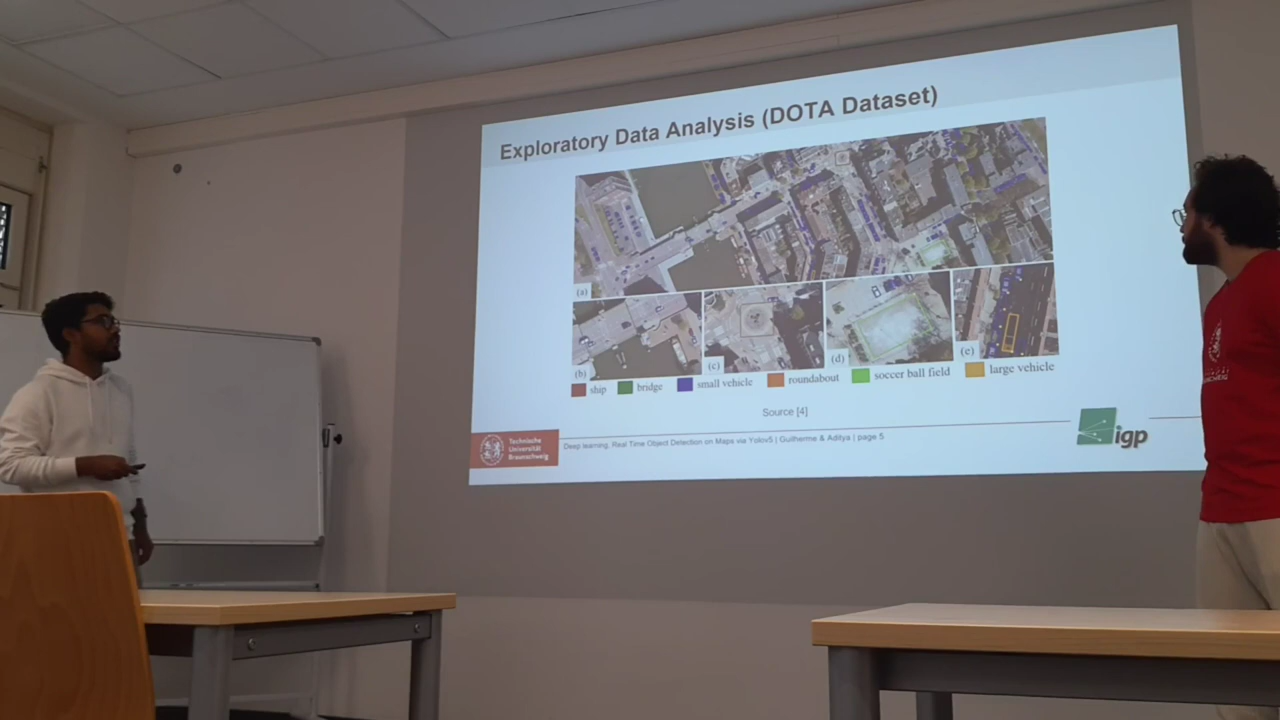 Exploratory Data Analysis (DOTA Dataset)
(a)
(b)
(c)
(d)
(e)
ship
bridge
small vehicle
roundabout
soccer ball field
large vehicle
Source [4]
Technische
Universität
Braunschweig
Deep learning: Real Time Object Detection on Maps via Yolov5 | Guilherme & Aditya | page 5
igp